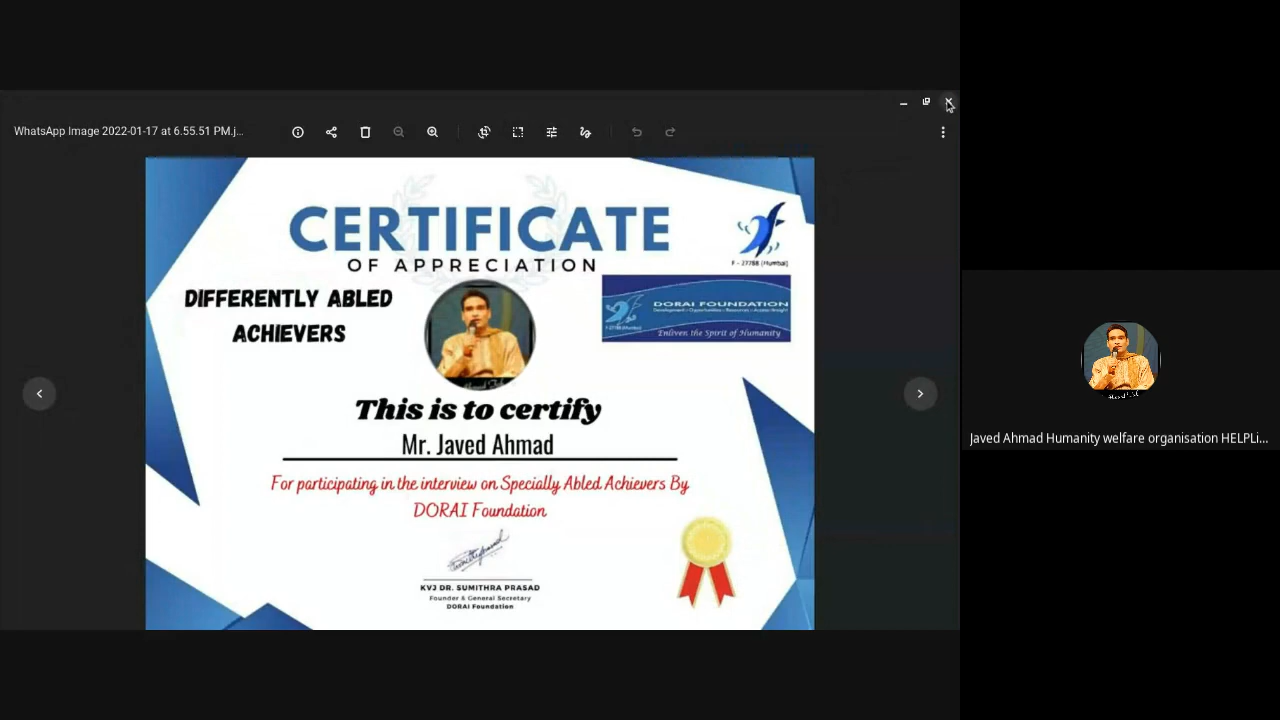 WhatsApp Image 2022-01-17 at 6.55.51 PM.j...
CERTIFICATE
OF APPRECIATION
F - 27788 (Mumbai)
DIFFERENTLY ABLED
ACHIEVERS
DORAI FOUNDATION
Enliven the Spirit of Humanity
This is to certify
Mr. Javed Ahmad
For participating in the interview on Specially Abled Achievers By
DORAI Foundation
KVJ DR. SUMITHRA PRASAD
Founder & General Secretary
DORAI Foundation
Javed Ahmad Humanity welfare organisation HELPLi...